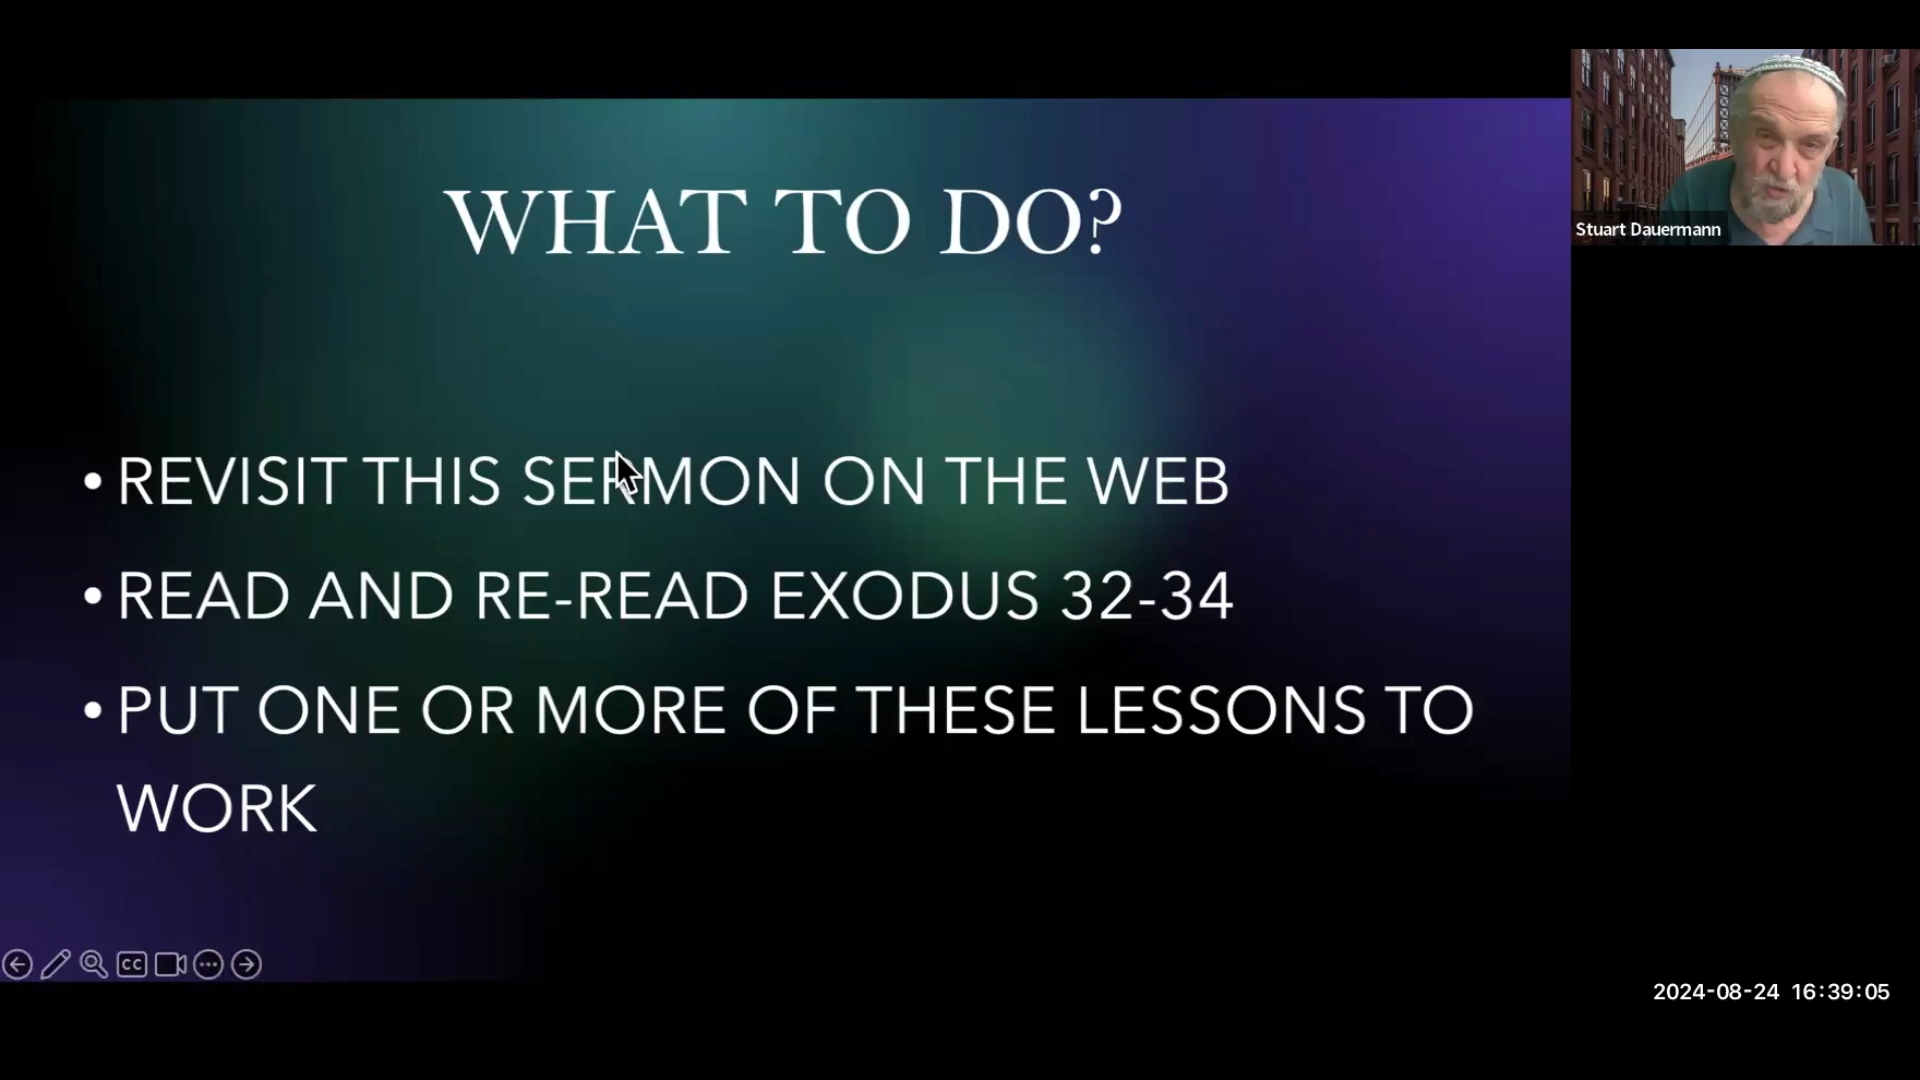 WHAT TO DO?
• REVISIT THIS SERMON ON THE WEB
• READ AND RE-READ EXODUS 32-34
• PUT ONE OR MORE OF THESE LESSONS TO
WORK
Stuart Dauermann
CC
2024-08-24 16:39:05